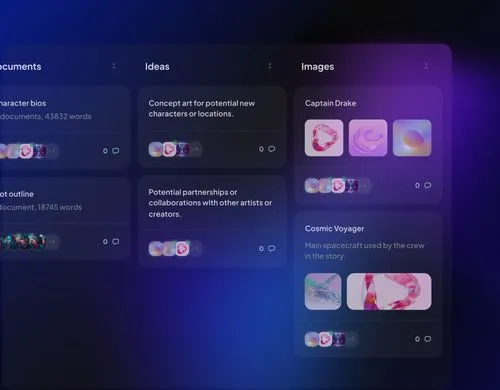 ocuments
haracter bios
documents, 43832 words
0
ot outline
document, 18745 words
0
Ideas
Concept art for potential new
characters or locations.
0
Potential partnerships or
collaborations with other artists or
creators.
0
Images
Captain Drake
0
Cosmic Voyager
Main spacecraft used by the crew
in the story.
0